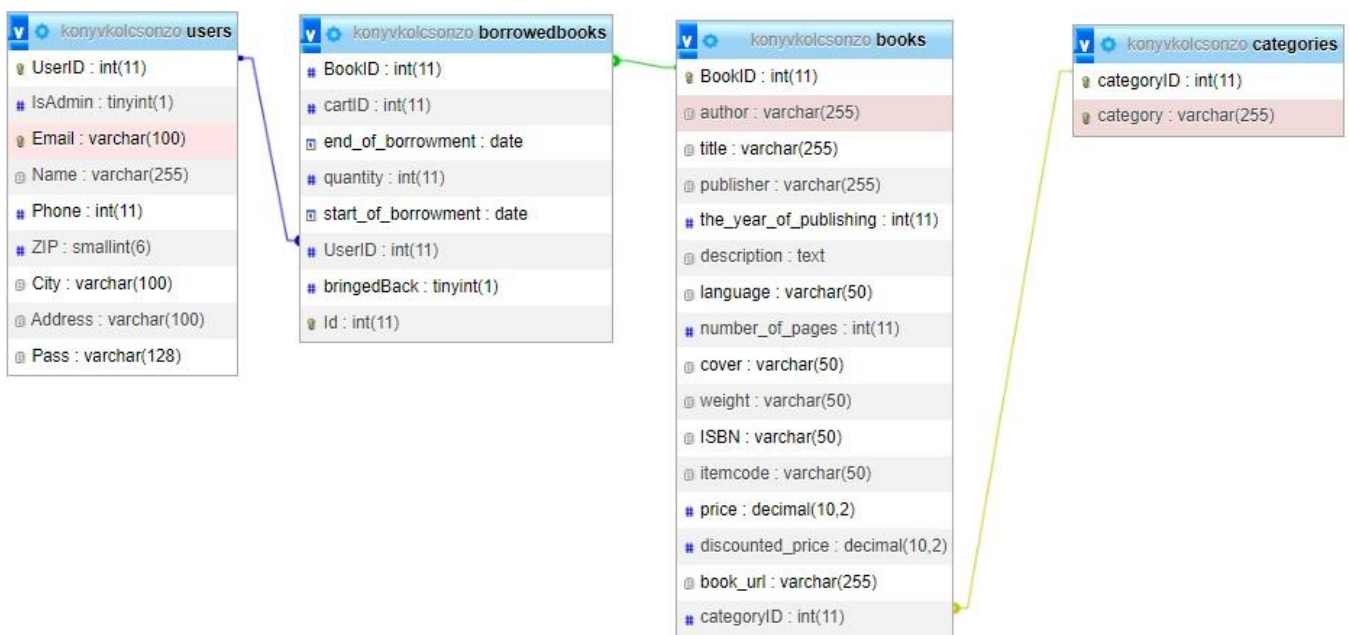 konyvkolcsonzo users
UserID : int(11)
IsAdmin : tinyint(1)
Email : varchar(100)
Name : varchar(255)
Phone : int(11)
ZIP : smallint(6)
City : varchar(100)
Address : varchar(100)
Pass : varchar(128)
konyvkolcsonzo borrowedbooks
BookID : int(11)
cartID : int(11)
end_of_borrowment : date
quantity : int(11)
start_of_borrowment : date
UserID : int(11)
bringedBack : tinyint(1)
Id : int(11)
konyvkolcsonzo books
BookID : int(11)
author : varchar(255)
title : varchar(255)
publisher : varchar(255)
the_year_of_publishing : int(11)
description : text
language : varchar(50)
number_of_pages : int(11)
cover : varchar(50)
weight : varchar(50)
ISBN : varchar(50)
itemcode : varchar(50)
price : decimal(10,2)
discounted_price : decimal(10,2)
book_url : varchar(255)
categoryID : int(11)
konyvkolcsonzo categories
categoryID : int(11)
category : varchar(255)